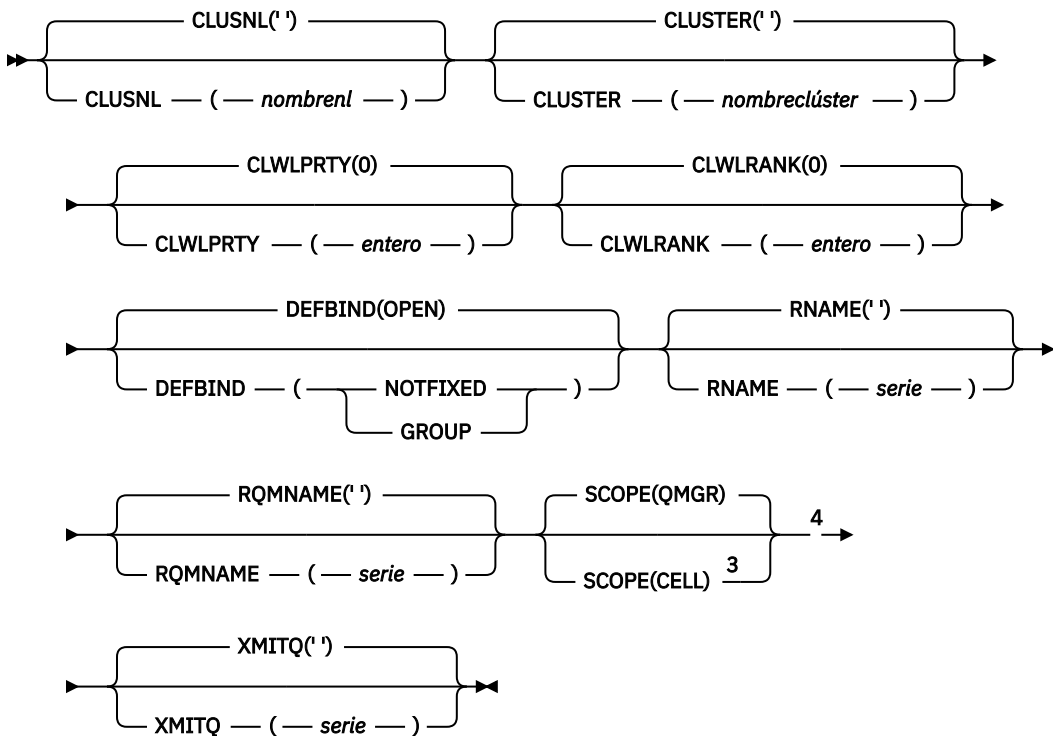 CLUSNL(' ') CLUSTER(' ')
CLUSNL ( nombrenl ) CLUSTER ( nombreclúster )
CLWLPRTY(0) CLWLRANK(0)
CLWLPRTY ( entero ) CLWLRANK ( entero )
DEFBIND(OPEN) RNAME(' ')
DEFBIND ( NOTFIXED ) RNAME ( serie )
GROUP
RQMNAME(' ') SCOPE(QMGR)
4
RQMNAME ( serie ) SCOPE(CELL) 3
XMITQ(' ')
XMITQ ( serie )